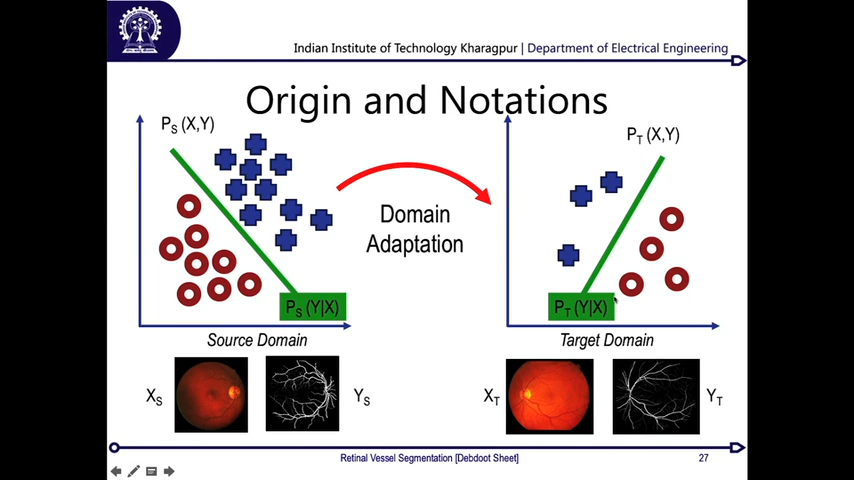 Indian Institute of Technology Kharagpur | Department of Electrical Engineering
Origin and Notations
P_S (X,Y)
P_T (X,Y)
Domain
Adaptation
P_S (Y|X)
P_T (Y|X)
Source Domain
Target Domain
X_S
Y_S
X_T
Y_T
Retinal Vessel Segmentation [Debdoot Sheet]
27